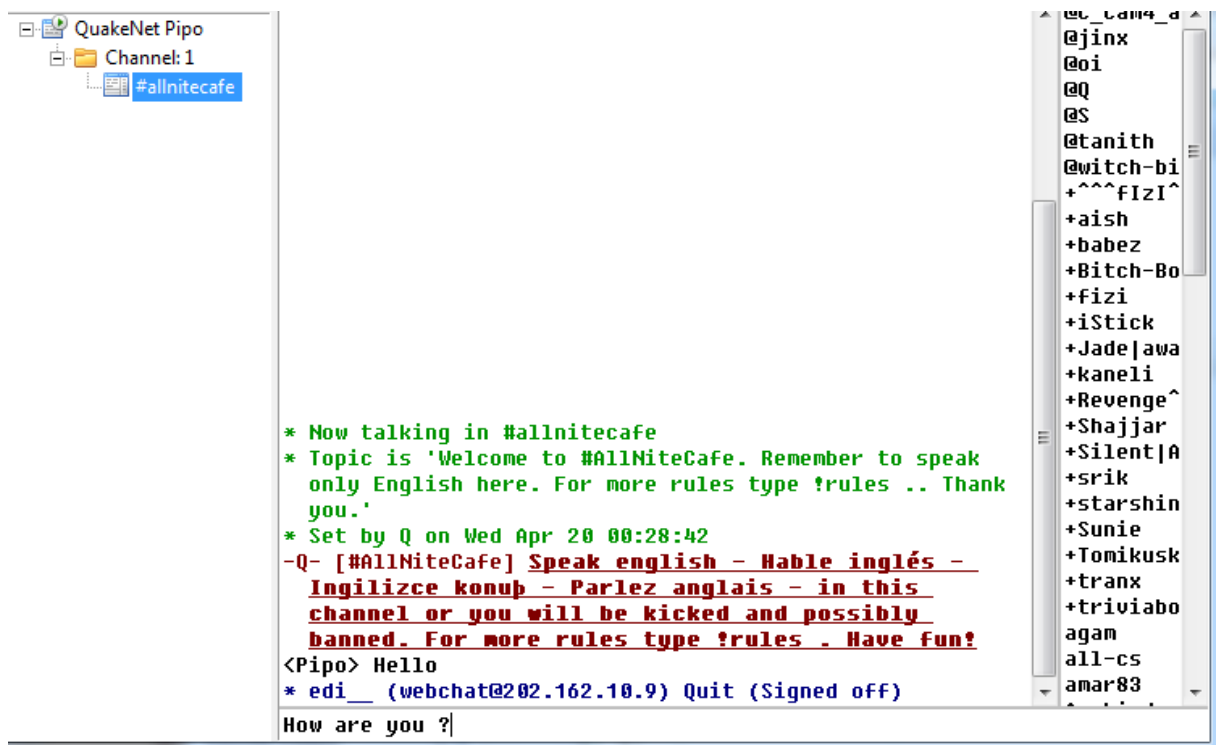 QuakeNet Pipo
Channel: 1
#allnitecafe
* Now talking in #allnitecafe
* Topic is 'Welcome to #AllNiteCafe. Remember to speak
only English here. For more rules type !rules .. Thank
you.'
* Set by Q on Wed Apr 20 00:28:42
-Q- [#AllNiteCafe] Speak english - Hable inglés -
Ingilizce konuþ - Parlez anglais - in this
channel or you will be kicked and possibly
banned. For more rules type !rules . Have fun!
<Pipo> Hello
* edi__ (webchat@202.162.10.9) Quit (Signed off)
How are you ?
@jinx
@oi
@Q
@S
@tanith
@witch-bi
+^^^fIzI^
+aish
+babez
+Bitch-Bo
+fizi
+iStick
+Jade|awa
+kaneli
+Revenge^
+Shajjar
+Silent|A
+srik
+starshin
+Sunie
+Tomikusk
+tranx
+triviabo
agam
all-cs
amar83